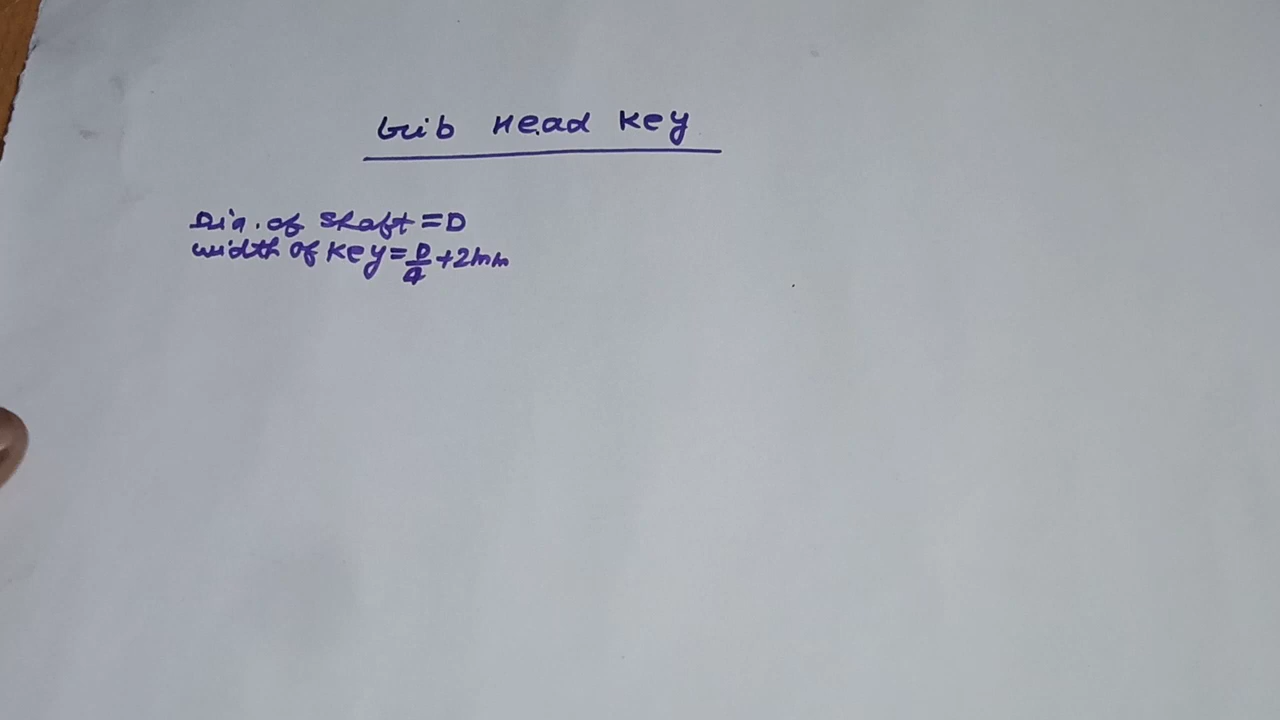 Gib Head Key
Dia. of shaft = D
width of key = D/4 + 2mm